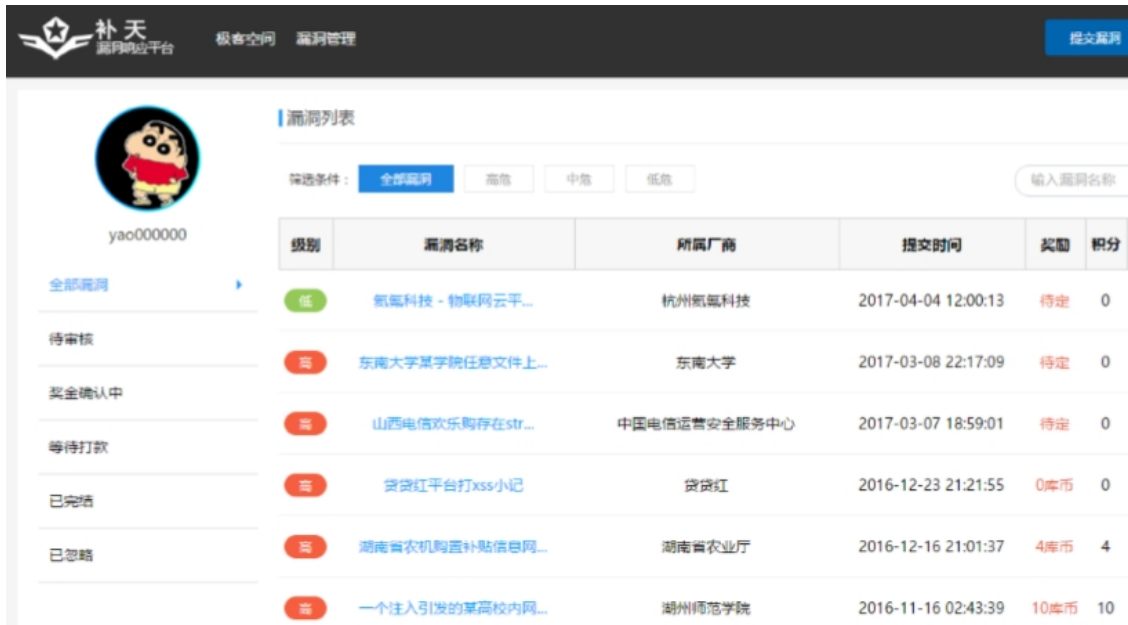 补天
漏洞响应平台
极客空间 漏洞管理
提交漏洞
yao000000
全部漏洞
待审核
奖金确认中
等待打款
已完结
已忽略
漏洞列表
筛选条件： 全部漏洞 高危 中危 低危
输入漏洞名称
级别 漏洞名称 所属厂商 提交时间 奖励 积分
低 氪氪科技 - 物联网云平... 杭州氪氪科技 2017-04-04 12:00:13 待定 0
高 东南大学某学院任意文件上... 东南大学 2017-03-08 22:17:09 待定 0
高 山西电信欢乐购存在str... 中国电信运营安全服务中心 2017-03-07 18:59:01 待定 0
高 贷贷红平台打xss小记 贷贷红 2016-12-23 21:21:55 0库币 0
高 湖南省农机购置补贴信息网... 湖南省农业厅 2016-12-16 21:01:37 4库币 4
高 一个注入引发的某高校内网... 湖州师范学院 2016-11-16 02:43:39 10库币 10